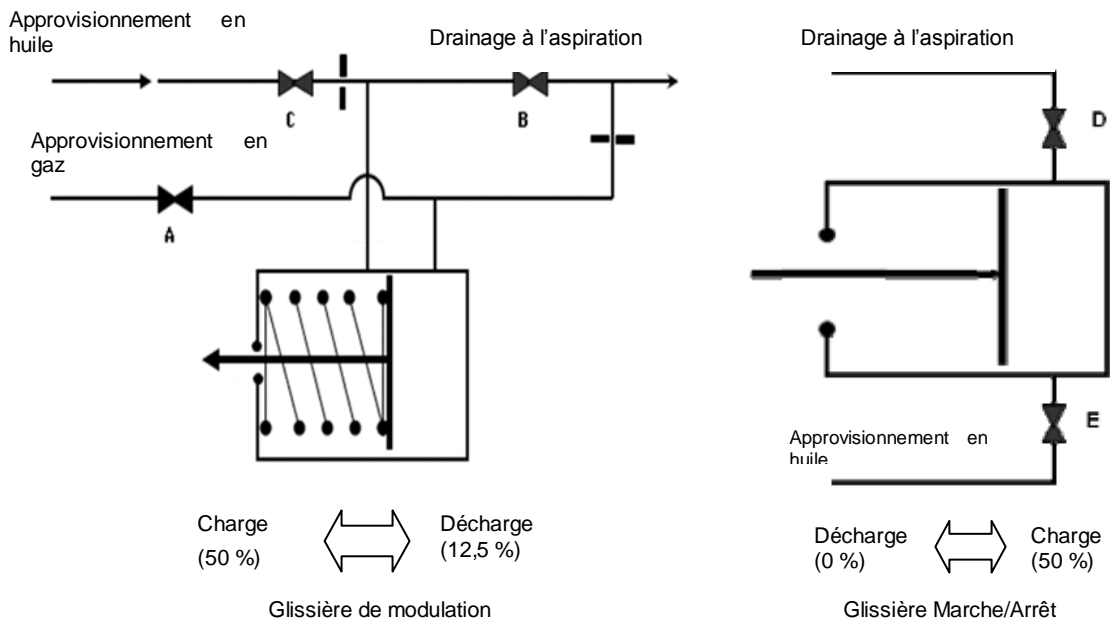 Approvisionnement en
huile
Drainage à l'aspiration
Drainage à l'aspiration
C
B
D
Approvisionnement en
gaz
A
E
Approvisionnement en
huile
Charge
(50 %)
Décharge
(12,5 %)
Décharge
(0 %)
Charge
(50 %)
Glissière de modulation
Glissière Marche/Arrêt